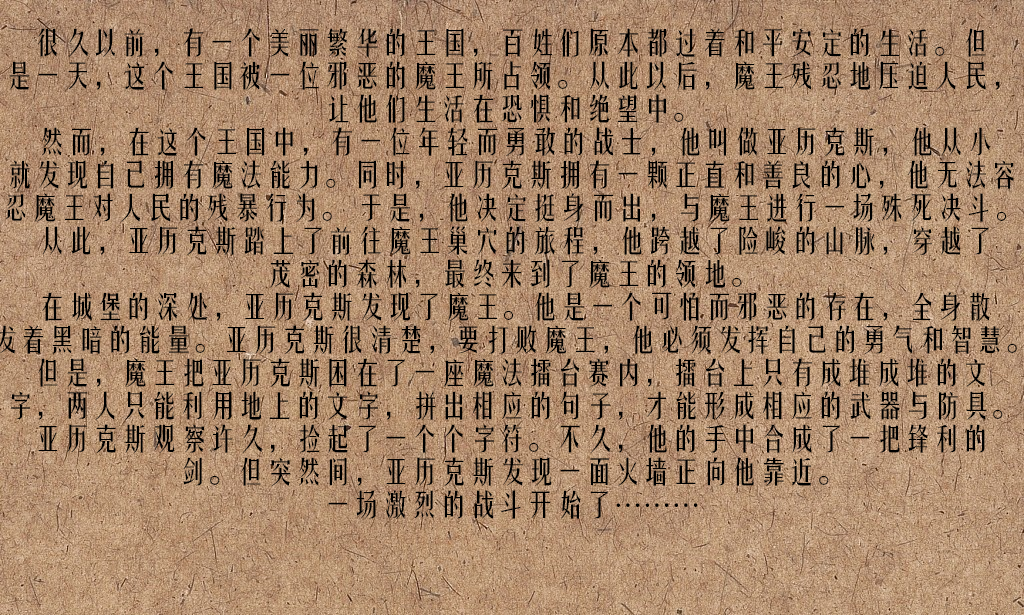 很久以前，有一个美丽繁华的王国，百姓们原本都过着和平安定的生活。但
是一天，这个王国被一位邪恶的魔王所占领。从此以后，魔王残忍地压迫人民，
让他们生活在恐惧和绝望中。
然而，在这个王国中，有一位年轻而勇敢的战士，他叫做亚历克斯，他从小
就发现自己拥有魔法能力。同时，亚历克斯拥有一颗正直和善良的心，他无法容
忍魔王对人民的残暴行为。于是，他决定挺身而出，与魔王进行一场殊死决斗。
从此，亚历克斯踏上了前往魔王巢穴的旅程，他跨越了险峻的山脉，穿越了
茂密的森林，最终来到了魔王的领地。
在城堡的深处，亚历克斯发现了魔王。他是一个可怕而邪恶的存在，全身散
发着黑暗的能量。亚历克斯很清楚，要打败魔王，他必须发挥自己的勇气和智慧。
但是，魔王把亚历克斯困在了一座魔法擂台赛内，擂台上只有成堆成堆的文
字，两人只能利用地上的文字，拼出相应的句子，才能形成相应的武器与防具。
亚历克斯观察许久，捡起了一个个字符。不久，他的手中合成了一把锋利的
剑。但突然间，亚历克斯发现一面火墙正向他靠近。
一场激烈的战斗开始了………